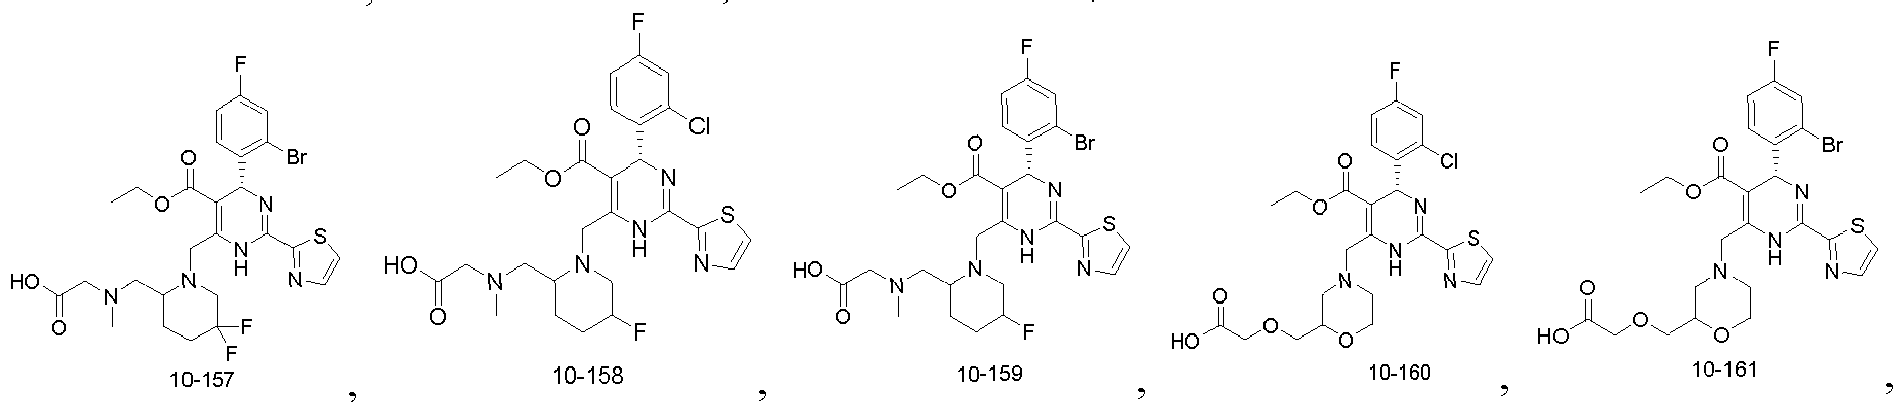 F F F F F
Br Cl Br Cl Br
O O O O O
O O O O O
N N N N N
S S S S S
N H N H N H N H N H
N N N N N
HO O N N HO O N N HO O N N HO O O N O HO O O N O
F F F F
10-157 , 10-158 , 10-159 , 10-160 , 10-161 ,